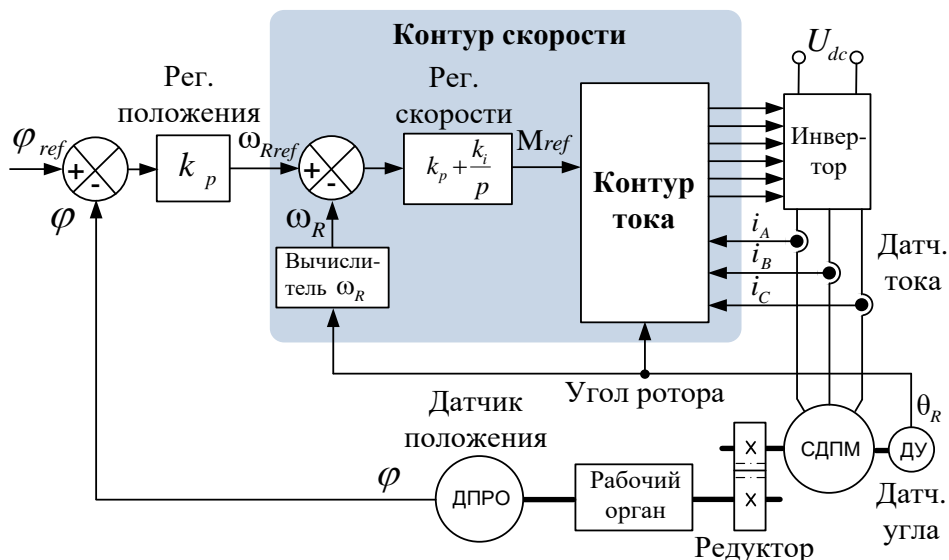 Контур скорости
U_dc
Рег.
положения
Рег.
скорости
φ_ref
+
-
k_p
ω_Rref
+
-
k_p + k_i/p
M_ref
Контур
тока
Инвер-
тор
φ
ω_R
Вычисли-
тель ω_R
i_A
i_B
i_C
Датч.
тока
Угол ротора
θ_R
Датчик
положения
СДПМ
ДУ
X
X
φ
ДПРО
Рабочий
орган
Редуктор
Датч.
угла